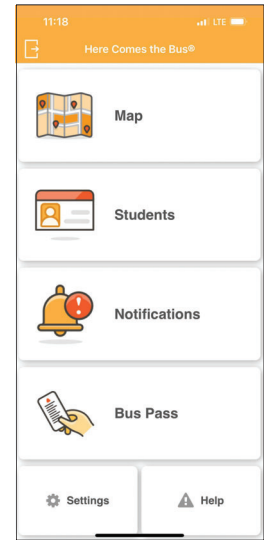 11:18
LTE
Here Comes the Bus®
Map
Students
Notifications
Bus Pass
Settings
Help